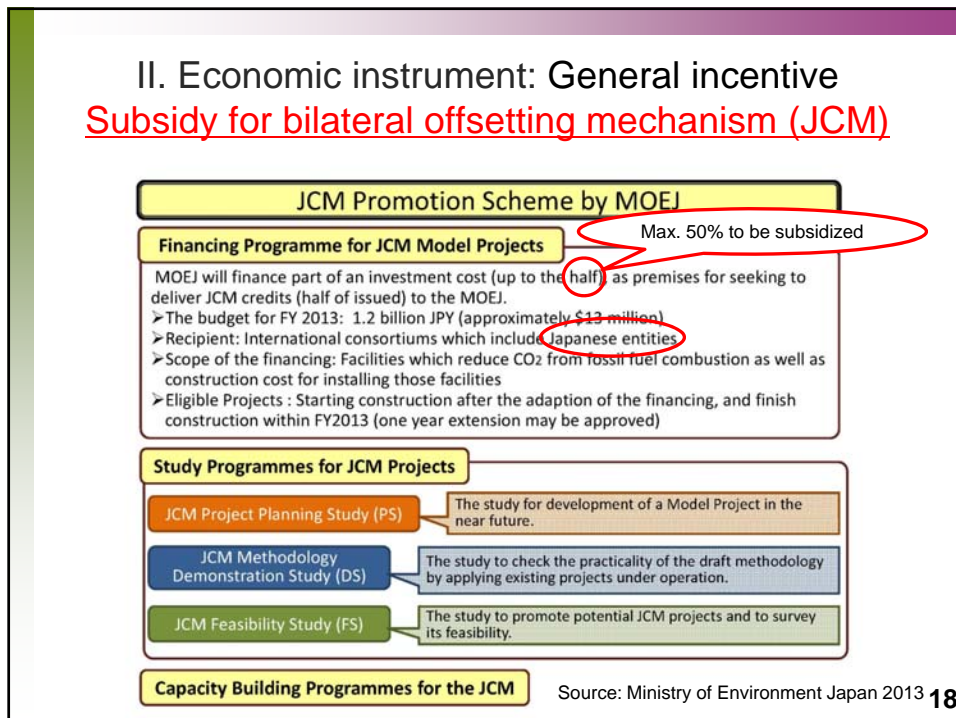 II. Economic instrument: General incentive
Subsidy for bilateral offsetting mechanism (JCM)
JCM Promotion Scheme by MOEJ
Max. 50% to be subsidized
Financing Programme for JCM Model Projects
MOEJ will finance part of an investment cost (up to the half), as premises for seeking to
deliver JCM credits (half of issued) to the MOEJ.
➢The budget for FY 2013: 1.2 billion JPY (approximately $13 million)
➢Recipient: International consortiums which include Japanese entities
➢Scope of the financing: Facilities which reduce CO2 from fossil fuel combustion as well as
construction cost for installing those facilities
➢Eligible Projects : Starting construction after the adaption of the financing, and finish
construction within FY2013 (one year extension may be approved)
Study Programmes for JCM Projects
JCM Project Planning Study (PS)
The study for development of a Model Project in the
near future.
JCM Methodology
Demonstration Study (DS)
The study to check the practicality of the draft methodology
by applying existing projects under operation.
JCM Feasibility Study (FS)
The study to promote potential JCM projects and to survey
its feasibility.
Capacity Building Programmes for the JCM
Source: Ministry of Environment Japan 2013
18